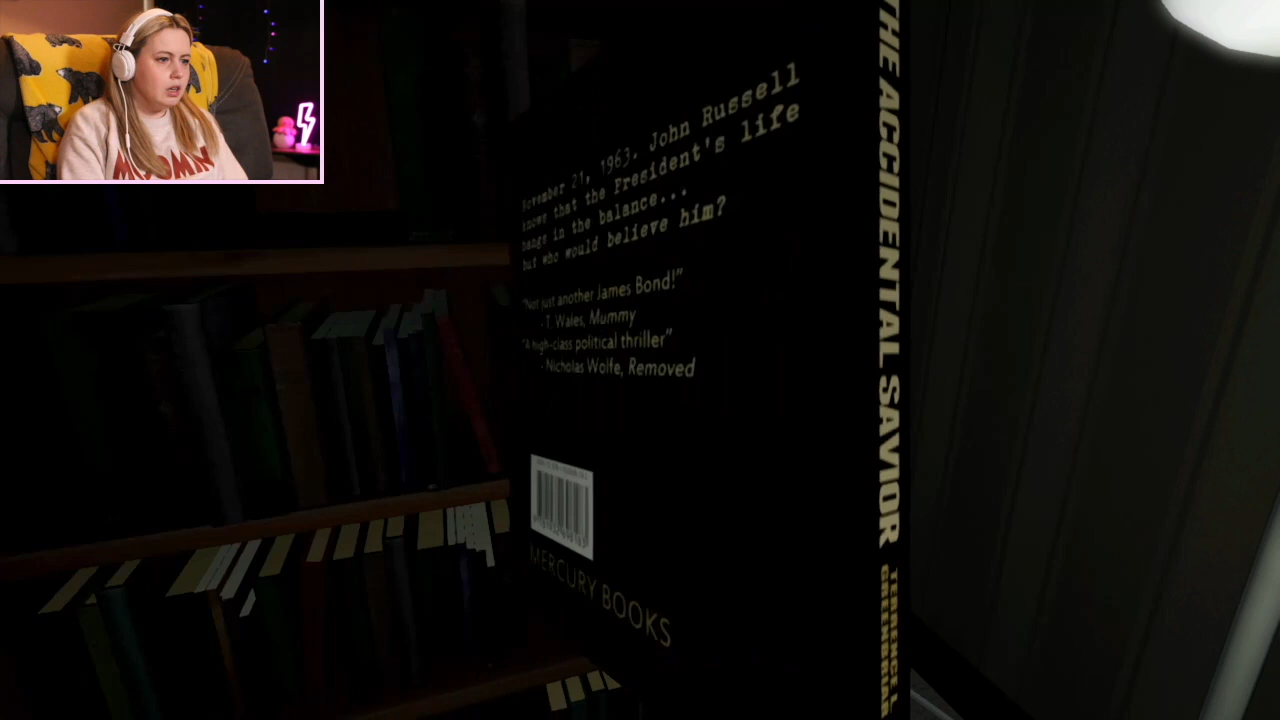 November 21, 1963. John Russell
knows that the President's life
hangs in the balance...
but who would believe him?
"Not just another James Bond!"
- T. Wales, Mummy
"A high-class political thriller"
- Nicholas Wolfe, Removed
MERCURY BOOKS
THE ACCIDENTAL SAVIOR
TERRENCE L.
GREENBRIAR